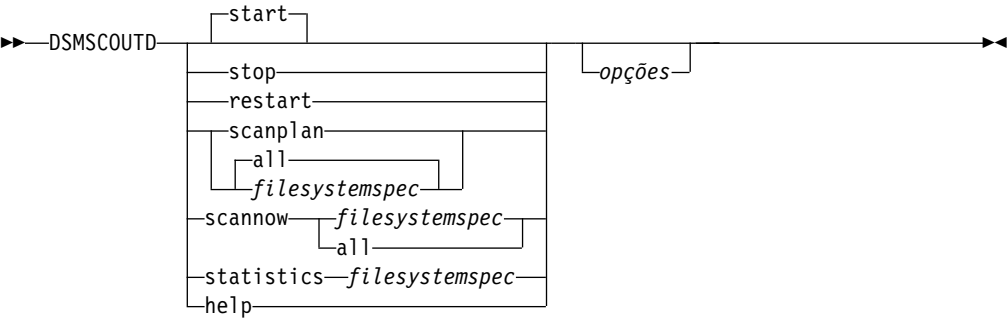 start
DSMSCOUTD
stop
opções
restart
scanplan
all
filesystemspec
scannow filesystemspec
all
statistics filesystemspec
help